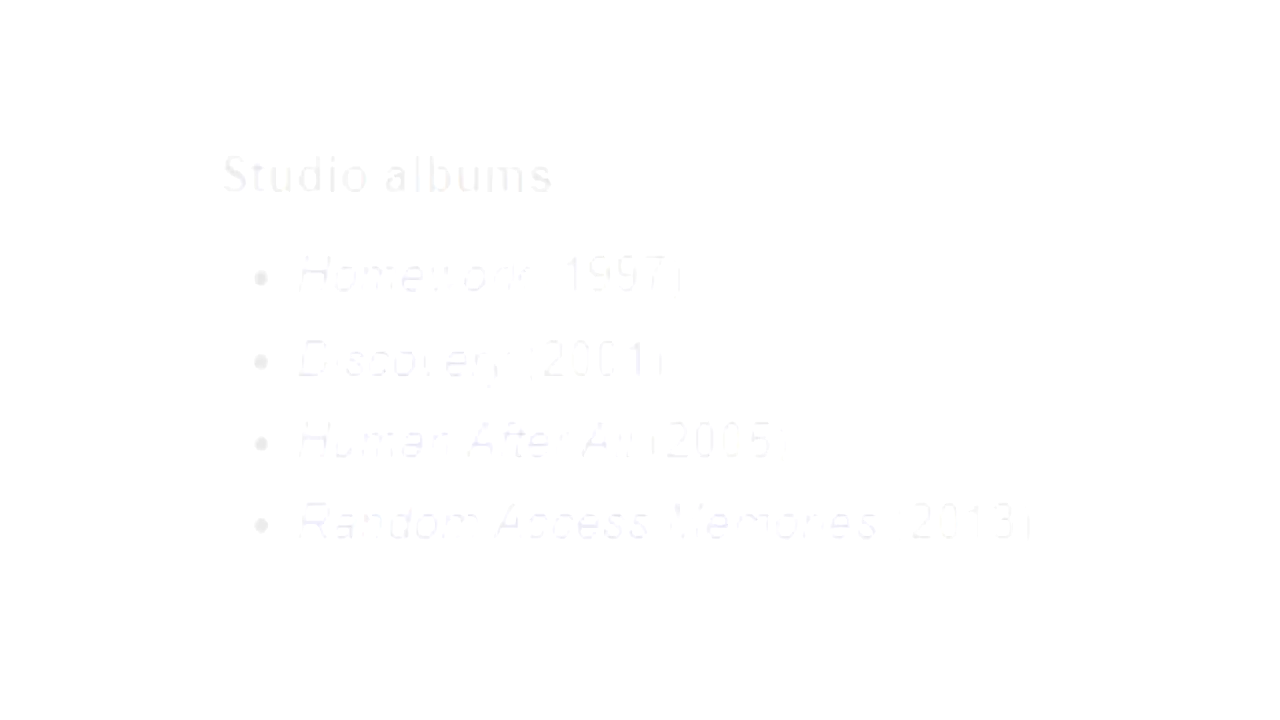 Studio albums
• Homework (1997)
• Discovery (2001)
• Human After All (2005)
• Random Access Memories (2013)